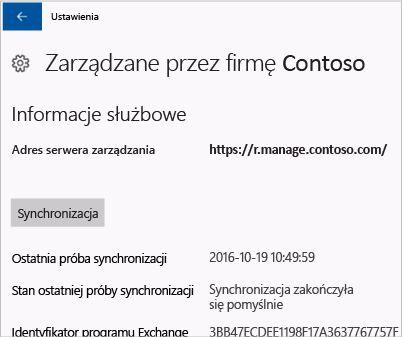 Ustawienia
Zarządzane przez firmę Contoso
Informacje służbowe
Adres serwera zarządzania https://r.manage.contoso.com/
Synchronizacja
Ostatnia próba synchronizacji 2016-10-19 10:49:59
Stan ostatniej próby synchronizacji Synchronizacja zakończyła
się pomyślnie
Identyfikator programu Exchange 3BB47ECDEE1198F17A3637767757F